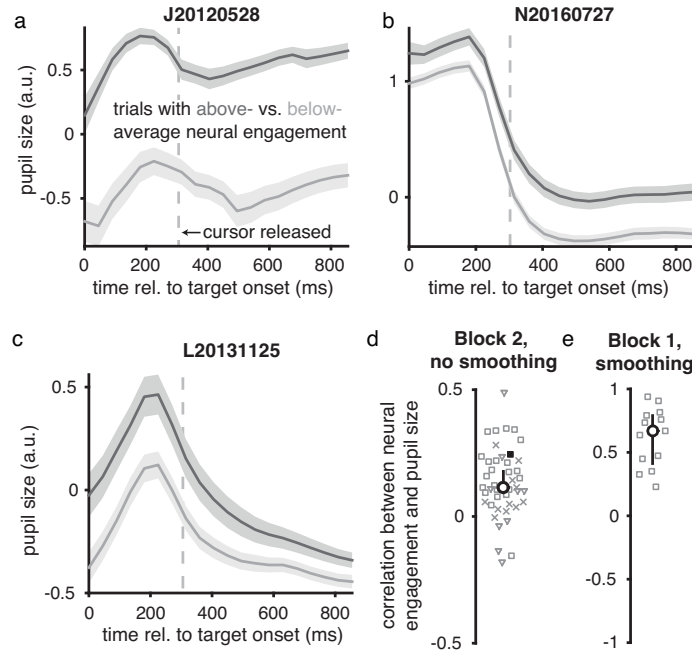 a
J20120528
pupil size (a.u.)
0.5
0
-0.5
trials with above- vs. below-
average neural engagement
←cursor released
0 200 400 600 800
time rel. to target onset (ms)
b
N20160727
1
0
0 200 400 600 800
time rel. to target onset (ms)
c
L20131125
pupil size (a.u.)
0.5
0
-0.5
0 200 400 600 800
time rel. to target onset (ms)
d
Block 2,
no smoothing
correlation between neural
engagement and pupil size
0.5
0
-0.5
e
Block 1,
smoothing
1
0.5
0
0.5
-1